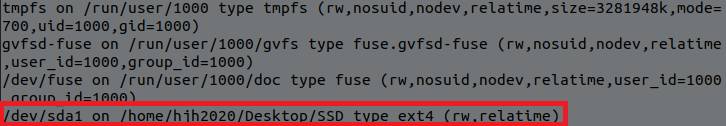 tmpfs on /run/user/1000 type tmpfs (rw,nosuid,nodev,relatime,size=3281948k,mode=
700,uid=1000,gid=1000)
gvfsd-fuse on /run/user/1000/gvfs type fuse.gvfsd-fuse (rw,nosuid,nodev,relatime
,user_id=1000,group_id=1000)
/dev/fuse on /run/user/1000/doc type fuse (rw,nosuid,nodev,relatime,user_id=1000
,group_id=1000)
/dev/sda1 on /home/hjh2020/Desktop/SSD type ext4 (rw,relatime)